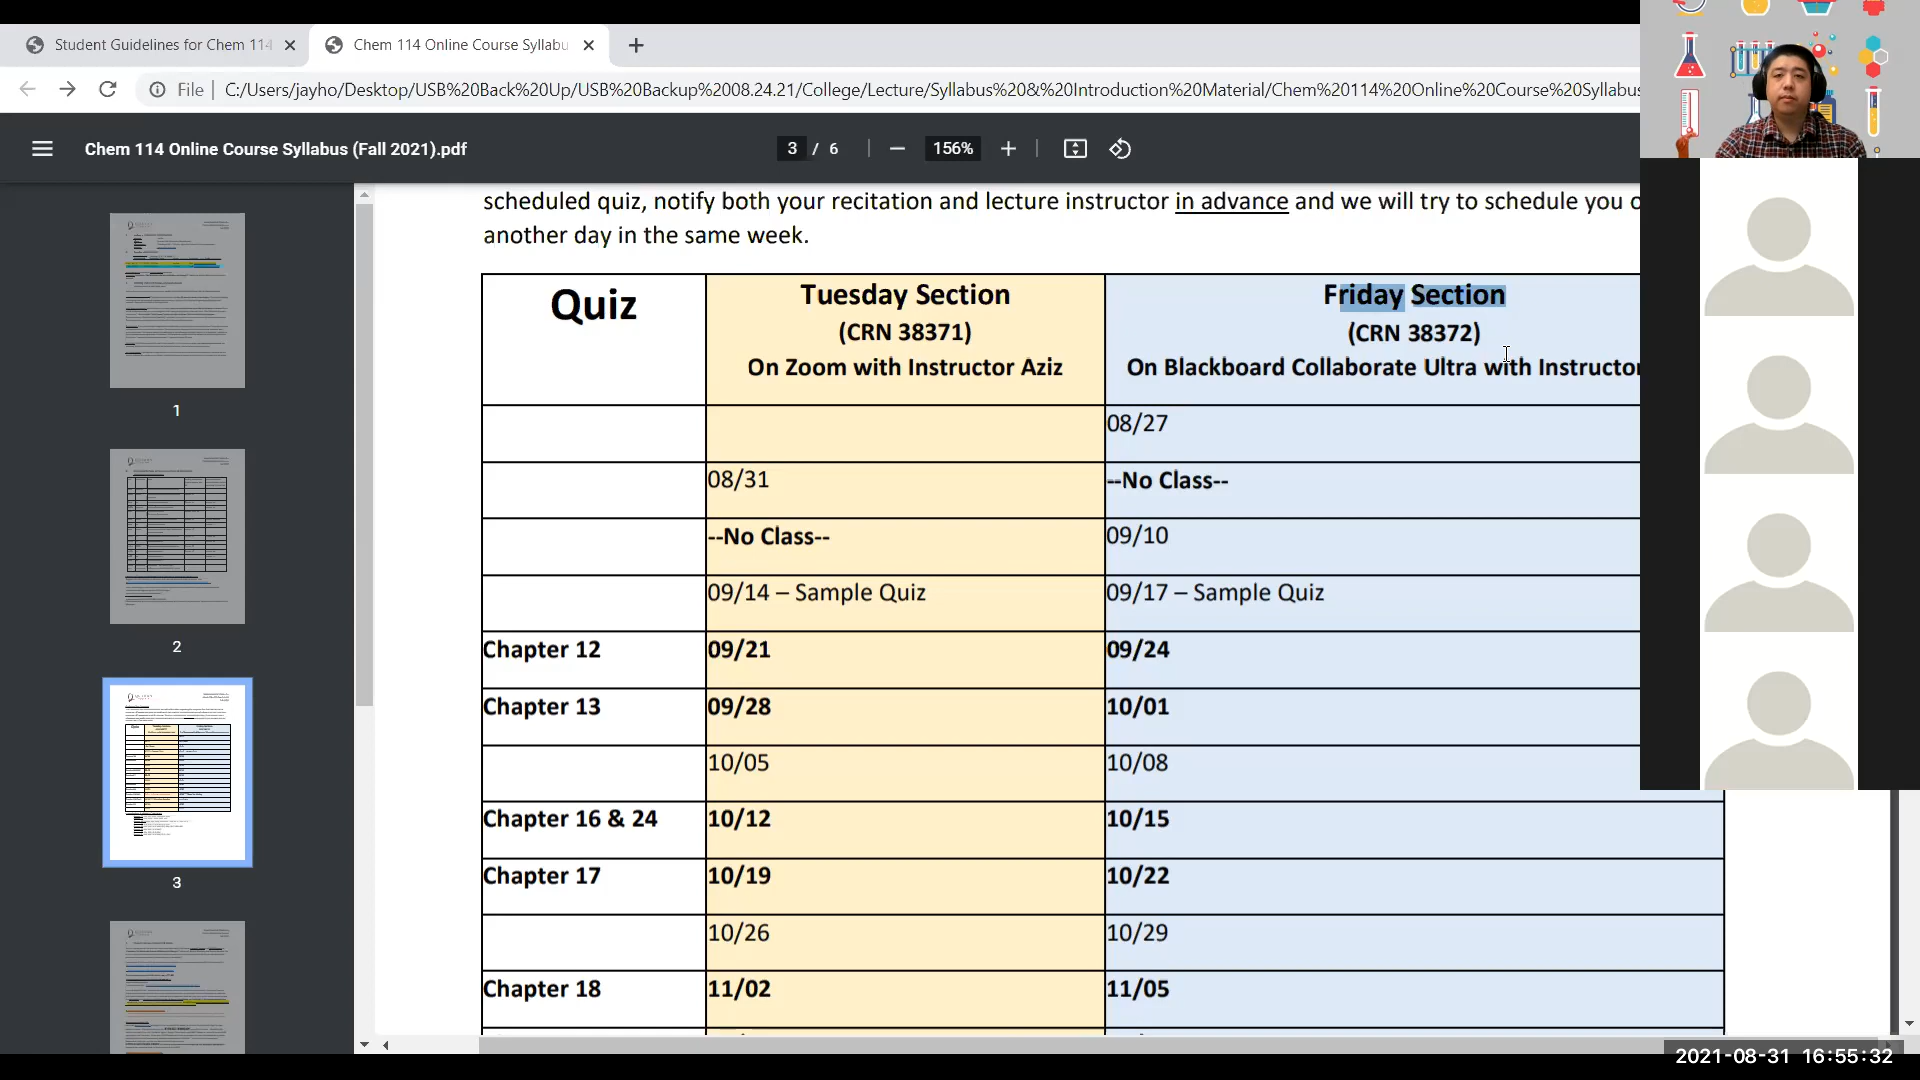 Student Guidelines for Chem 114
Chem 114 Online Course Syllabu
File
C:/Users/jayho/Desktop/USB%20Back%20Up/USB%20Backup%2008.24.21/College/Lecture/Syllabus%20&%20Introduction%20Material/Chem%20114%20Online%20Course%20Syllabus
Chem 114 Online Course Syllabus (Fall 2021).pdf
3 / 6
156%
1
2
3
scheduled quiz, notify both your recitation and lecture instructor in advance and we will try to schedule you o
another day in the same week.
Quiz
Tuesday Section
(CRN 38371)
On Zoom with Instructor Aziz
Friday Section
(CRN 38372)
On Blackboard Collaborate Ultra with Instructor
08/27
08/31
--No Class--
--No Class--
09/10
09/14 – Sample Quiz
09/17 – Sample Quiz
Chapter 12
09/21
09/24
Chapter 13
09/28
10/01
10/05
10/08
Chapter 16 & 24
10/12
10/15
Chapter 17
10/19
10/22
10/26
10/29
Chapter 18
11/02
11/05
2021-08-31 16:55:32